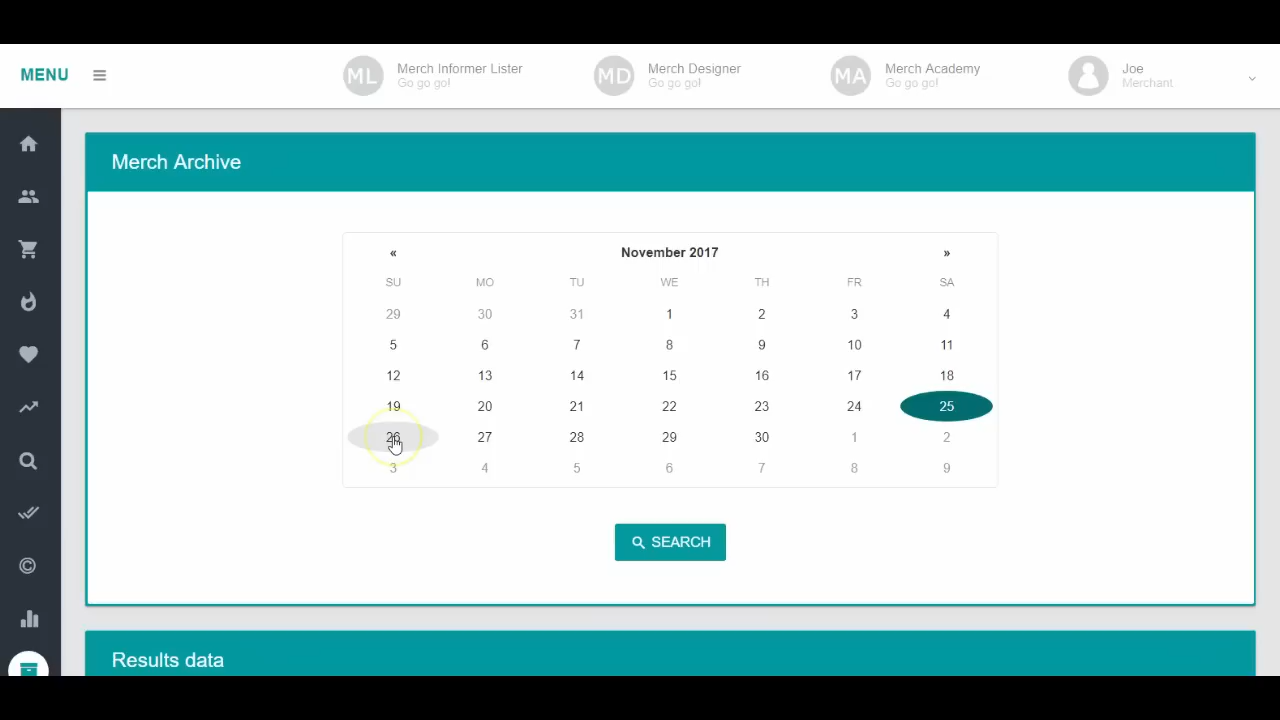 MENU
ML Merch Informer Lister
Go go go!
MD Merch Designer
Go go go!
MA Merch Academy
Go go go!
Joe
Merchant
Merch Archive
« November 2017 »
SU MO TU WE TH FR SA
29 30 31 1 2 3 4
5 6 7 8 9 10 11
12 13 14 15 16 17 18
19 20 21 22 23 24 25
26 27 28 29 30 1 2
3 4 5 6 7 8 9
SEARCH
©
Results data